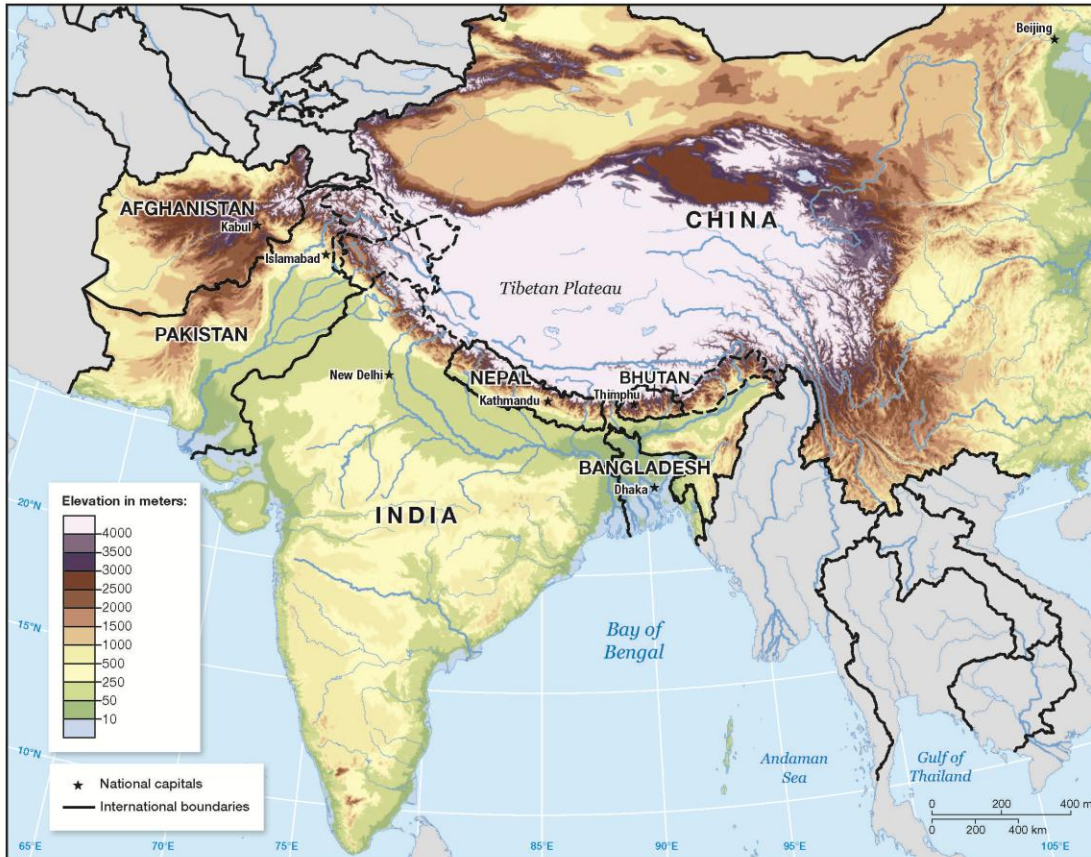 Beijing
AFGHANISTAN
Kabul
Islamabad
CHINA
Tibetan Plateau
PAKISTAN
New Delhi
NEPAL
Kathmandu
BHUTAN
Thimphu
BANGLADESH
Dhaka
INDIA
Bay of
Bengal
Andaman
Sea
Gulf of
Thailand
20°N
15°N
10°N
Elevation in meters:
4000
3500
3000
2500
2000
1500
1000
500
250
50
10
National capitals
International boundaries
0 200 400 mi
0 200 400 km
65°E
70°E
75°E
80°E
85°E
90°E
95°E
105°E